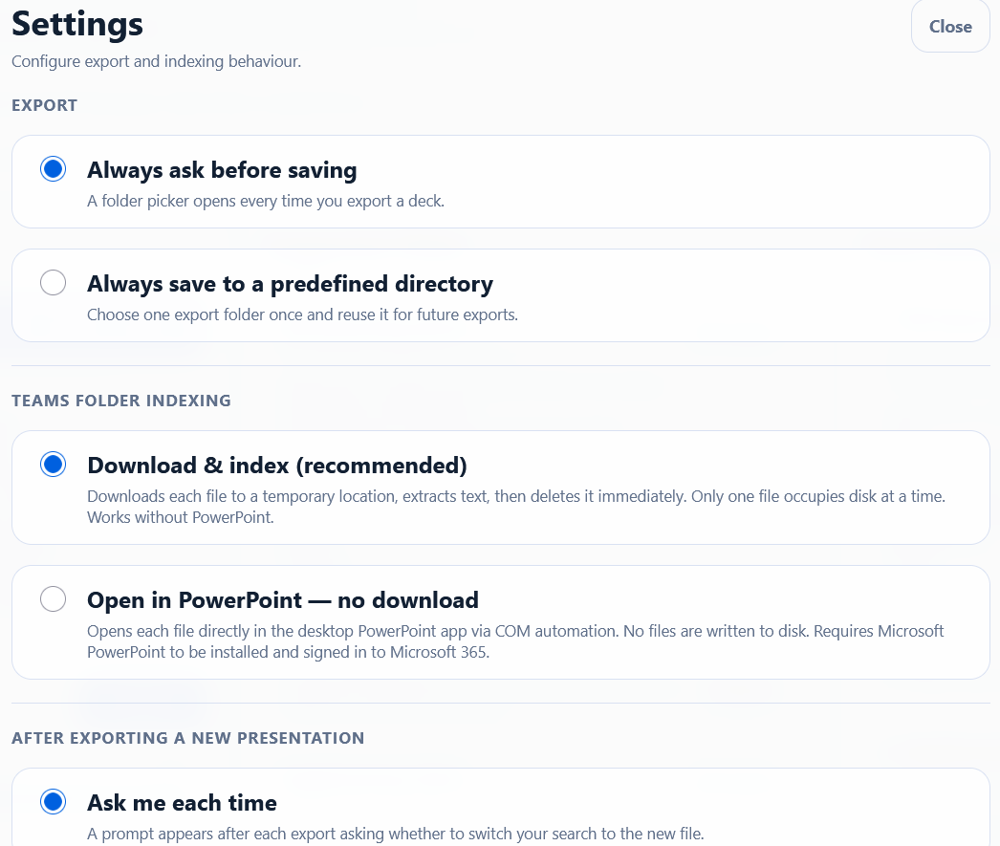 Settings
Close
Configure export and indexing behaviour.
EXPORT
Always ask before saving
A folder picker opens every time you export a deck.
Always save to a predefined directory
Choose one export folder once and reuse it for future exports.
TEAMS FOLDER INDEXING
Download & index (recommended)
Downloads each file to a temporary location, extracts text, then deletes it immediately. Only one file occupies disk at a time.
Works without PowerPoint.
Open in PowerPoint — no download
Opens each file directly in the desktop PowerPoint app via COM automation. No files are written to disk. Requires Microsoft
PowerPoint to be installed and signed in to Microsoft 365.
AFTER EXPORTING A NEW PRESENTATION
Ask me each time
A prompt appears after each export asking whether to switch your search to the new file.